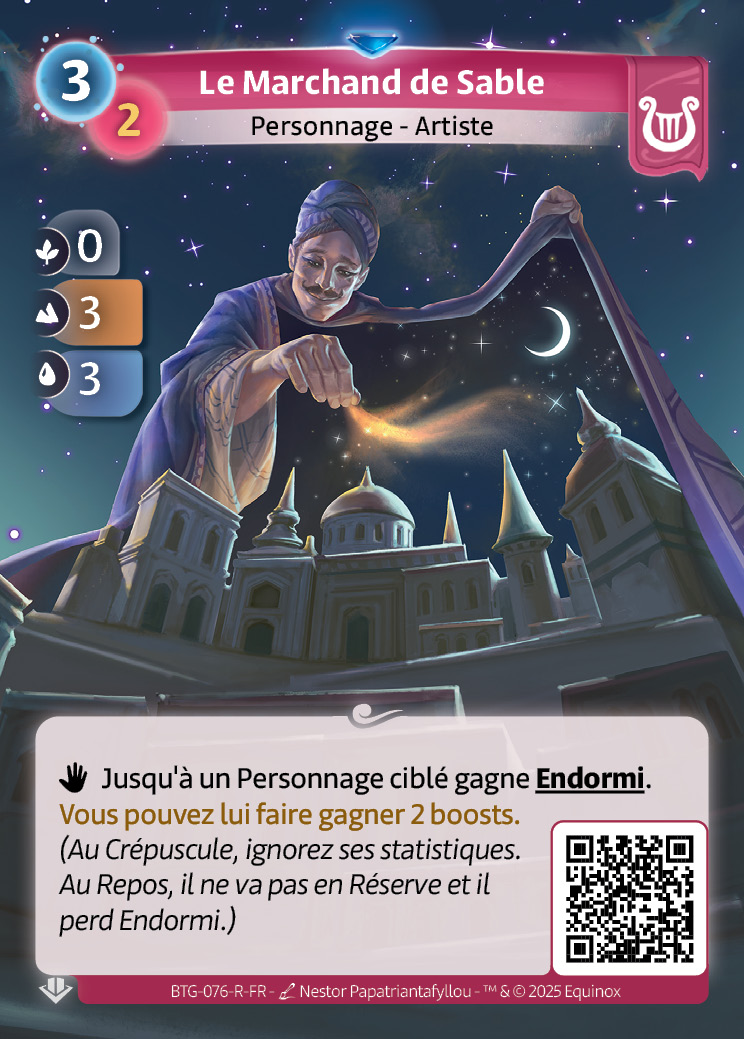 3
Le Marchand de Sable
2
Personnage - Artiste
0
3
3
Jusqu'à un Personnage ciblé gagne Endormi.
Vous pouvez lui faire gagner 2 boosts.
(Au Crépuscule, ignorez ses statistiques.
Au Repos, il ne va pas en Réserve et il
perd Endormi.)
BTG-076-R-FR - Nestor Papatriantafyllou - ™ & © 2025 Equinox